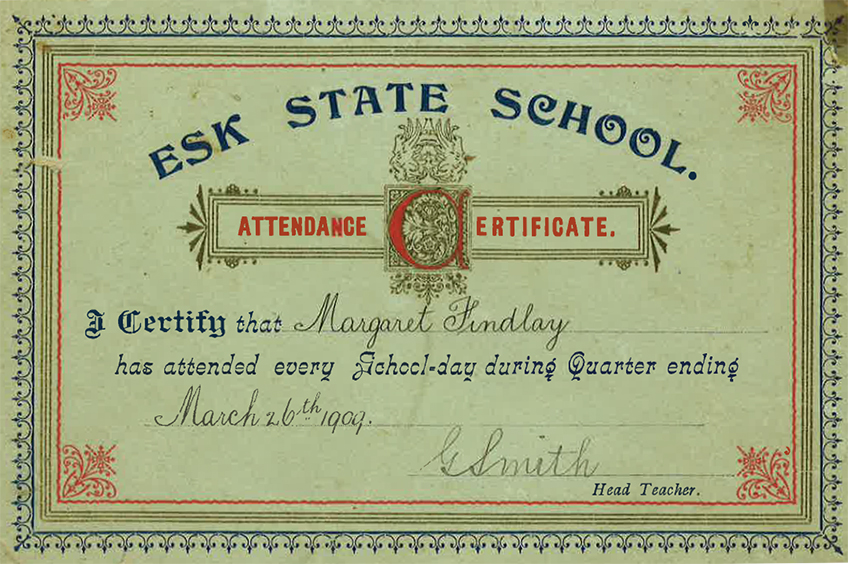 ESK STATE SCHOOL.
ATTENDANCE CERTIFICATE.
I Certify that Margaret Findlay
has attended every School-day during Quarter ending
March 26th 1909.
G Smith
Head Teacher.